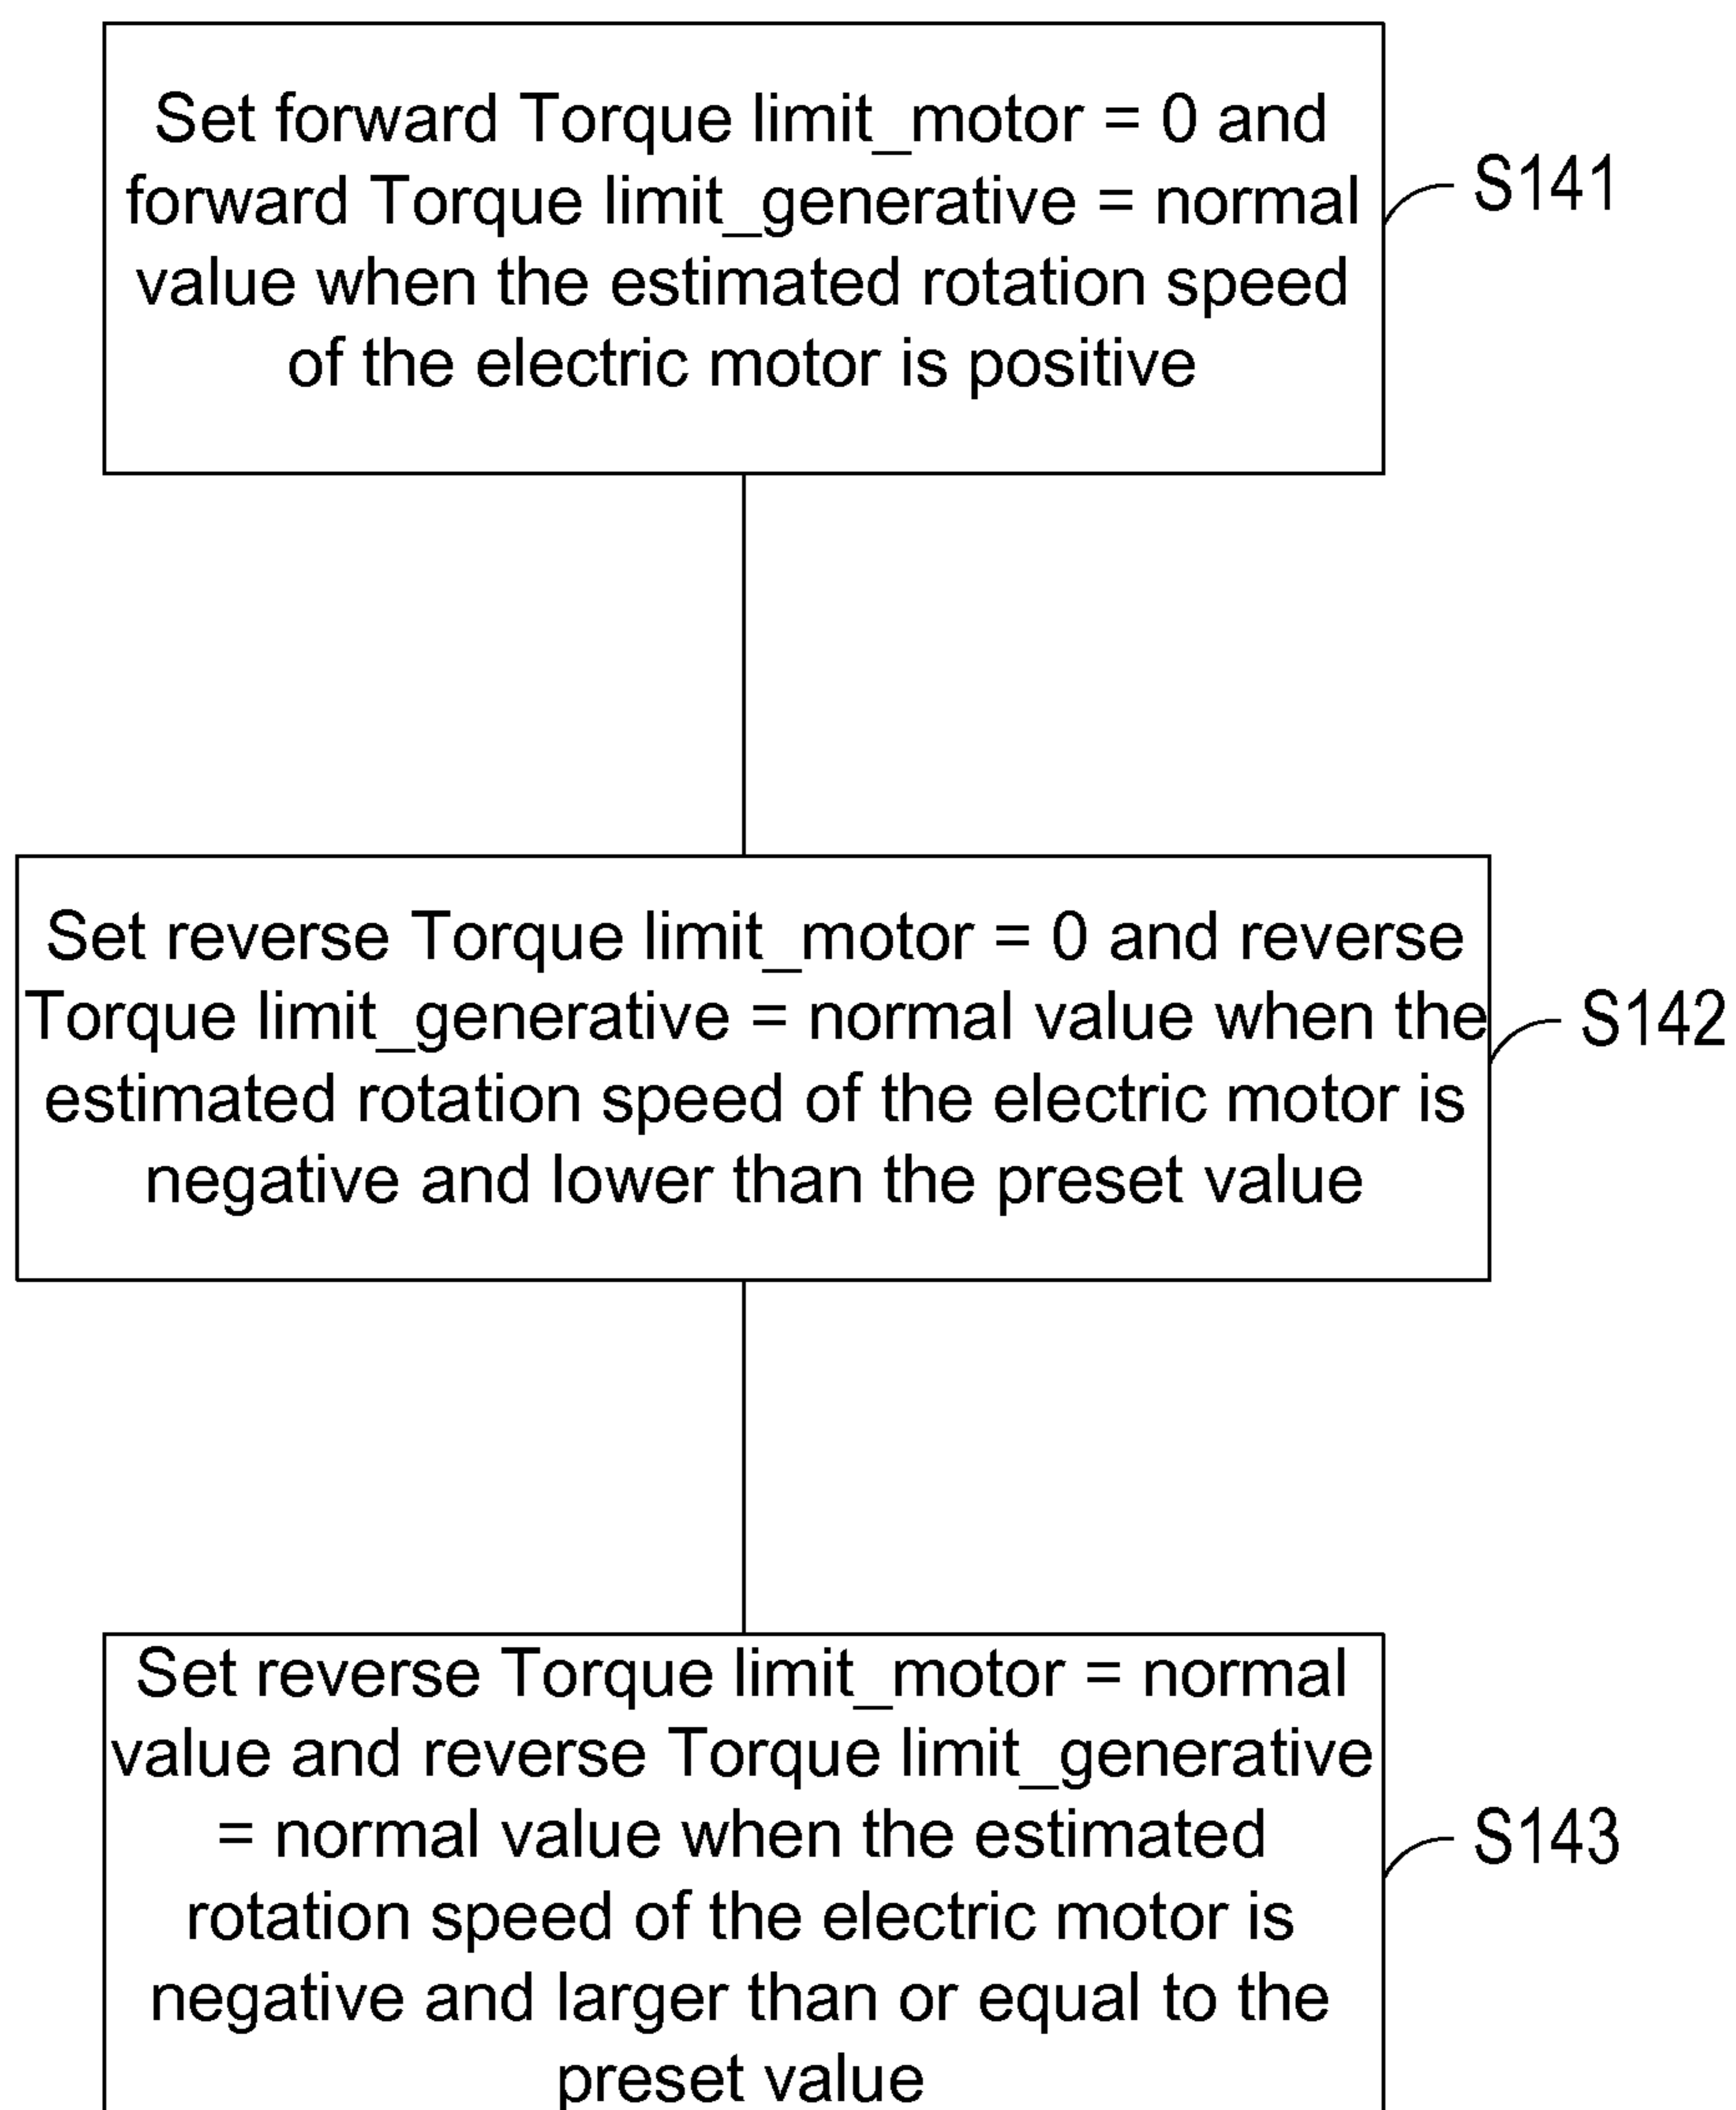 Set forward Torque limit_motor = 0 and
forward Torque limit_generative = normal
value when the estimated rotation speed
of the electric motor is positive
S141
Set reverse Torque limit_motor = 0 and reverse
Torque limit_generative = normal value when the
estimated rotation speed of the electric motor is
negative and lower than the preset value
S142
Set reverse Torque limit_motor = normal
value and reverse Torque limit_generative
= normal value when the estimated
rotation speed of the electric motor is
negative and larger than or equal to the
preset value
S143